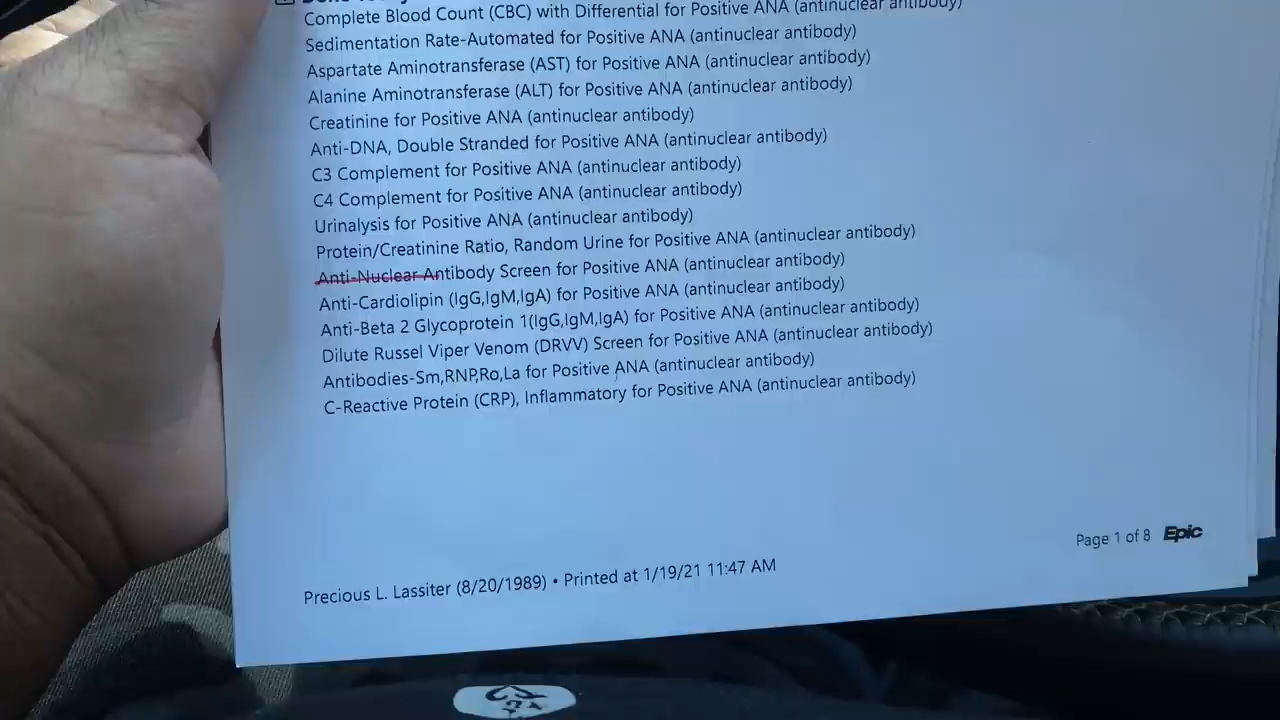 Complete Blood Count (CBC) with Differential for Positive ANA (antinuclear antibody)
Sedimentation Rate-Automated for Positive ANA (antinuclear antibody)
Aspartate Aminotransferase (AST) for Positive ANA (antinuclear antibody)
Alanine Aminotransferase (ALT) for Positive ANA (antinuclear antibody)
Creatinine for Positive ANA (antinuclear antibody)
Anti-DNA, Double Stranded for Positive ANA (antinuclear antibody)
C3 Complement for Positive ANA (antinuclear antibody)
C4 Complement for Positive ANA (antinuclear antibody)
Urinalysis for Positive ANA (antinuclear antibody)
Protein/Creatinine Ratio, Random Urine for Positive ANA (antinuclear antibody)
Anti-Nuclear Antibody Screen for Positive ANA (antinuclear antibody)
Anti-Cardiolipin (IgG,IgM,IgA) for Positive ANA (antinuclear antibody)
Anti-Beta 2 Glycoprotein 1(IgG,IgM,IgA) for Positive ANA (antinuclear antibody)
Dilute Russel Viper Venom (DRVV) Screen for Positive ANA (antinuclear antibody)
Antibodies-Sm,RNP,Ro,La for Positive ANA (antinuclear antibody)
C-Reactive Protein (CRP), Inflammatory for Positive ANA (antinuclear antibody)
Page 1 of 8 Epic
Precious L. Lassiter (8/20/1989) • Printed at 1/19/21 11:47 AM